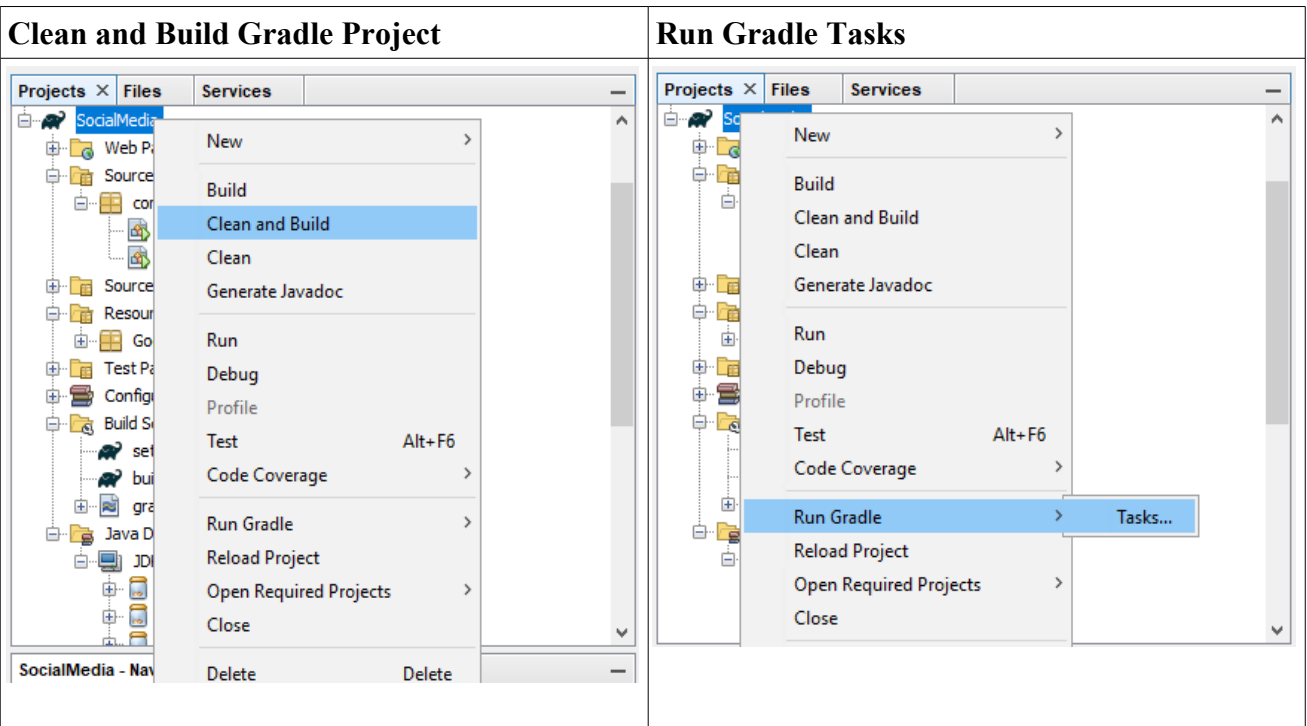 Clean and Build Gradle Project
Projects × Files Services
SocialMedia
New
Web Pa
Build
Source
Clean and Build
Clean
Source
Generate Javadoc
Resour
Go
Run
Test Pa
Debug
Config
Profile
Build S
Test Alt+F6
set
Code Coverage
bui
gra
Run Gradle
Java D
Reload Project
JD
Open Required Projects
Close
SocialMedia - Nav
Delete Delete
Run Gradle Tasks
Projects × Files Services
New
Build
Clean and Build
Clean
Generate Javadoc
Run
Debug
Profile
Test Alt+F6
Code Coverage
Run Gradle Tasks...
Reload Project
Open Required Projects
Close